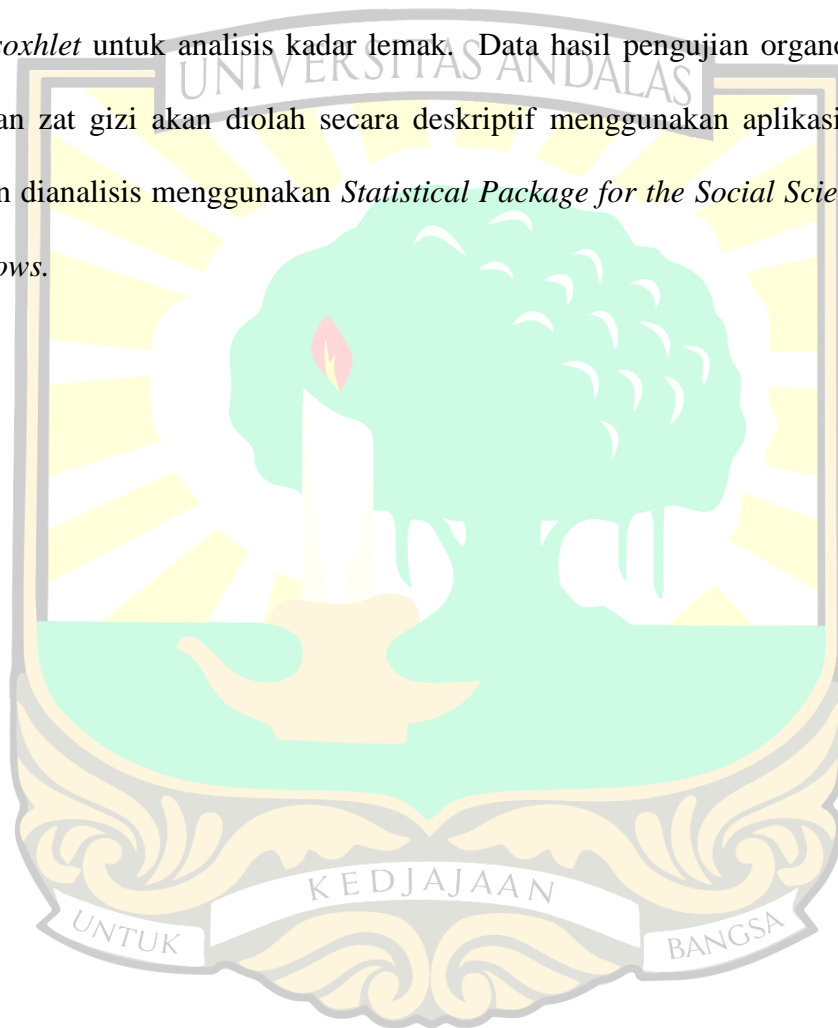 soxhlet untuk analisis kadar lemak. Data hasil pengujian organo
UNIVERSITAS ANDALAS
an zat gizi akan diolah secara deskriptif menggunakan aplikasi
n dianalisis menggunakan Statistical Package for the Social Scie
ows.
KEDJAJAAN
UNTUK
BANGSA